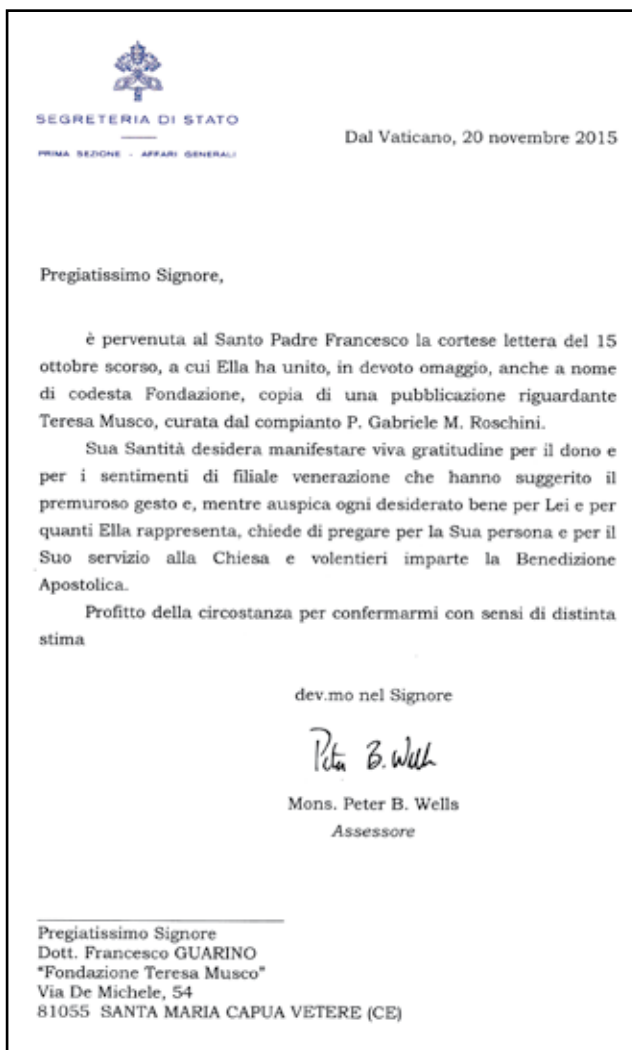 SEGRETERIA DI STATO
PRIMA SEZIONE - AFFARI GENERALI
Dal Vaticano, 20 novembre 2015
Pregiatissimo Signore,
è pervenuta al Santo Padre Francesco la cortese lettera del 15
ottobre scorso, a cui Ella ha unito, in devoto omaggio, anche a nome
di codesta Fondazione, copia di una pubblicazione riguardante
Teresa Musco, curata dal compianto P. Gabriele M. Roschini.
Sua Santità desidera manifestare viva gratitudine per il dono e
per i sentimenti di filiale venerazione che hanno suggerito il
premuroso gesto e, mentre auspica ogni desiderato bene per Lei e per
quanti Ella rappresenta, chiede di pregare per la Sua persona e per il
Suo servizio alla Chiesa e volentieri imparte la Benedizione
Apostolica.
Profitto della circostanza per confermarmi con sensi di distinta
stima
dev.mo nel Signore
Peter B. Wells
Mons. Peter B. Wells
Assessore
Pregiatissimo Signore
Dott. Francesco GUARINO
"Fondazione Teresa Musco"
Via De Michele, 54
81055 SANTA MARIA CAPUA VETERE (CE)